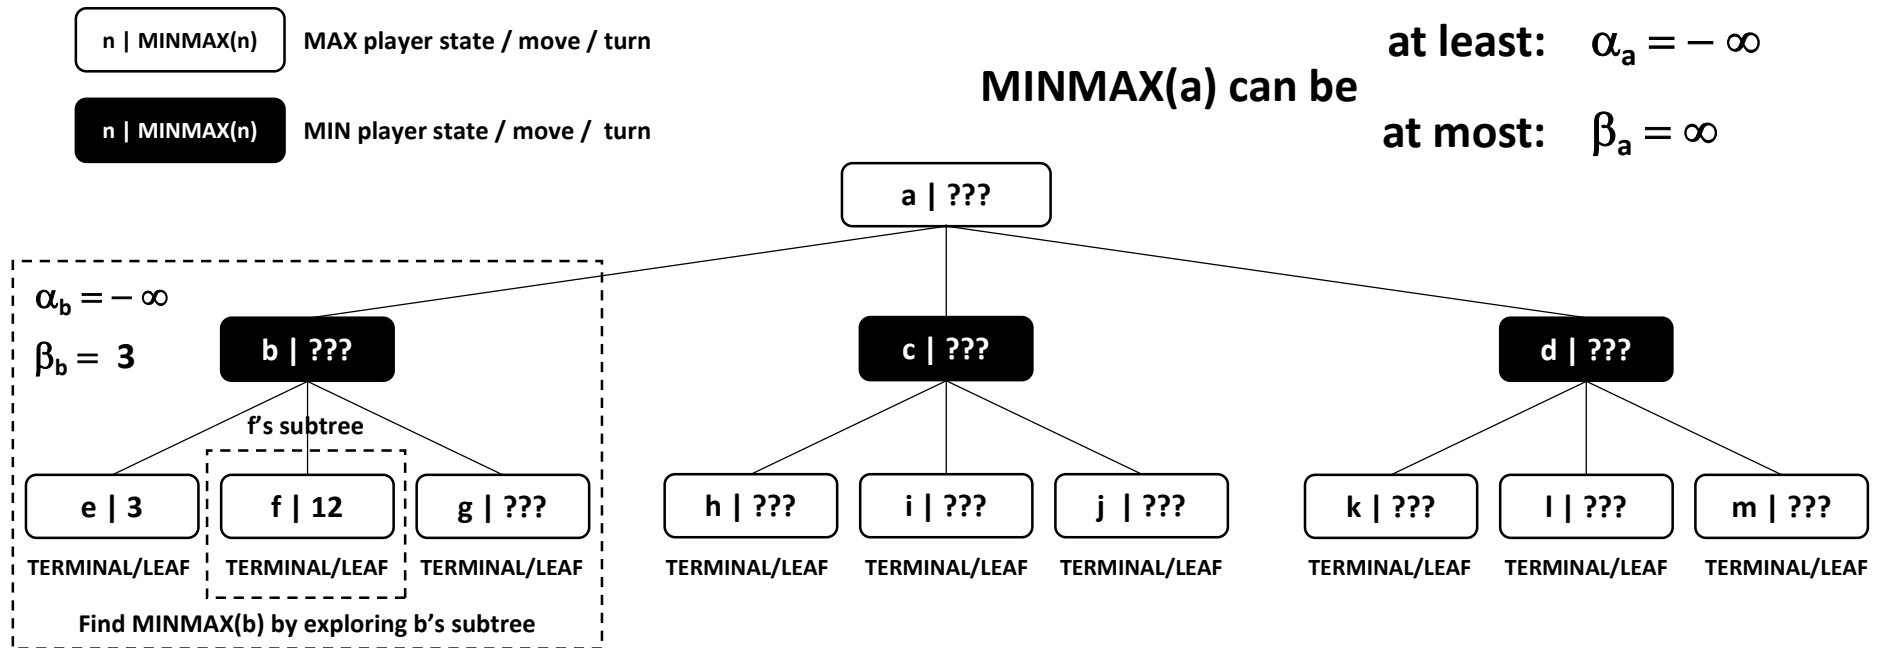 n | MINMAX(n) MAX player state / move / turn
n | MINMAX(n) MIN player state / move / turn
MINMAX(a) can be
at least: αa = − ∞
at most: βa = ∞
a | ???
αb = − ∞
βb = 3
b | ???
c | ???
d | ???
f’s subtree
e | 3
f | 12
g | ???
h | ???
i | ???
j | ???
k | ???
l | ???
m | ???
TERMINAL/LEAF
TERMINAL/LEAF
TERMINAL/LEAF
TERMINAL/LEAF
TERMINAL/LEAF
TERMINAL/LEAF
TERMINAL/LEAF
TERMINAL/LEAF
TERMINAL/LEAF
Find MINMAX(b) by exploring b’s subtree